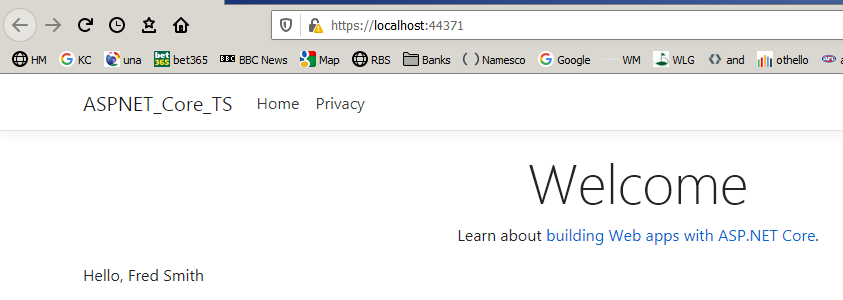 https://localhost:44371
HM KC una bet365 BBC News Map RBS Banks Namesco Google WM WLG and othello
ASPNET_Core_TS Home Privacy
Welcome
Learn about building Web apps with ASP.NET Core.
Hello, Fred Smith